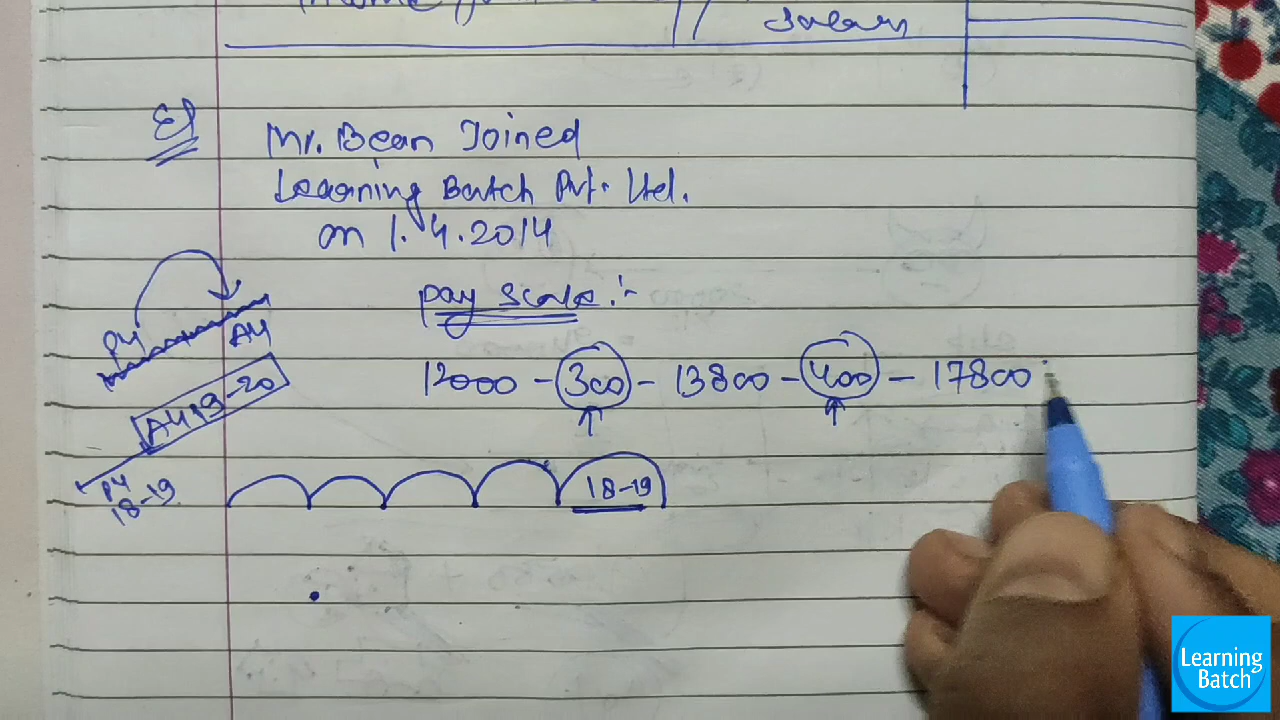 Salary
Mr. Bean Joined
Learning Batch Pvt. Ltd.
on 1.4.2014
pay scale :-
PY
AY
12000 - 300 - 13800 - 400 - 17800
AY 19-20
PY
18-19
18-19
Learning
Batch